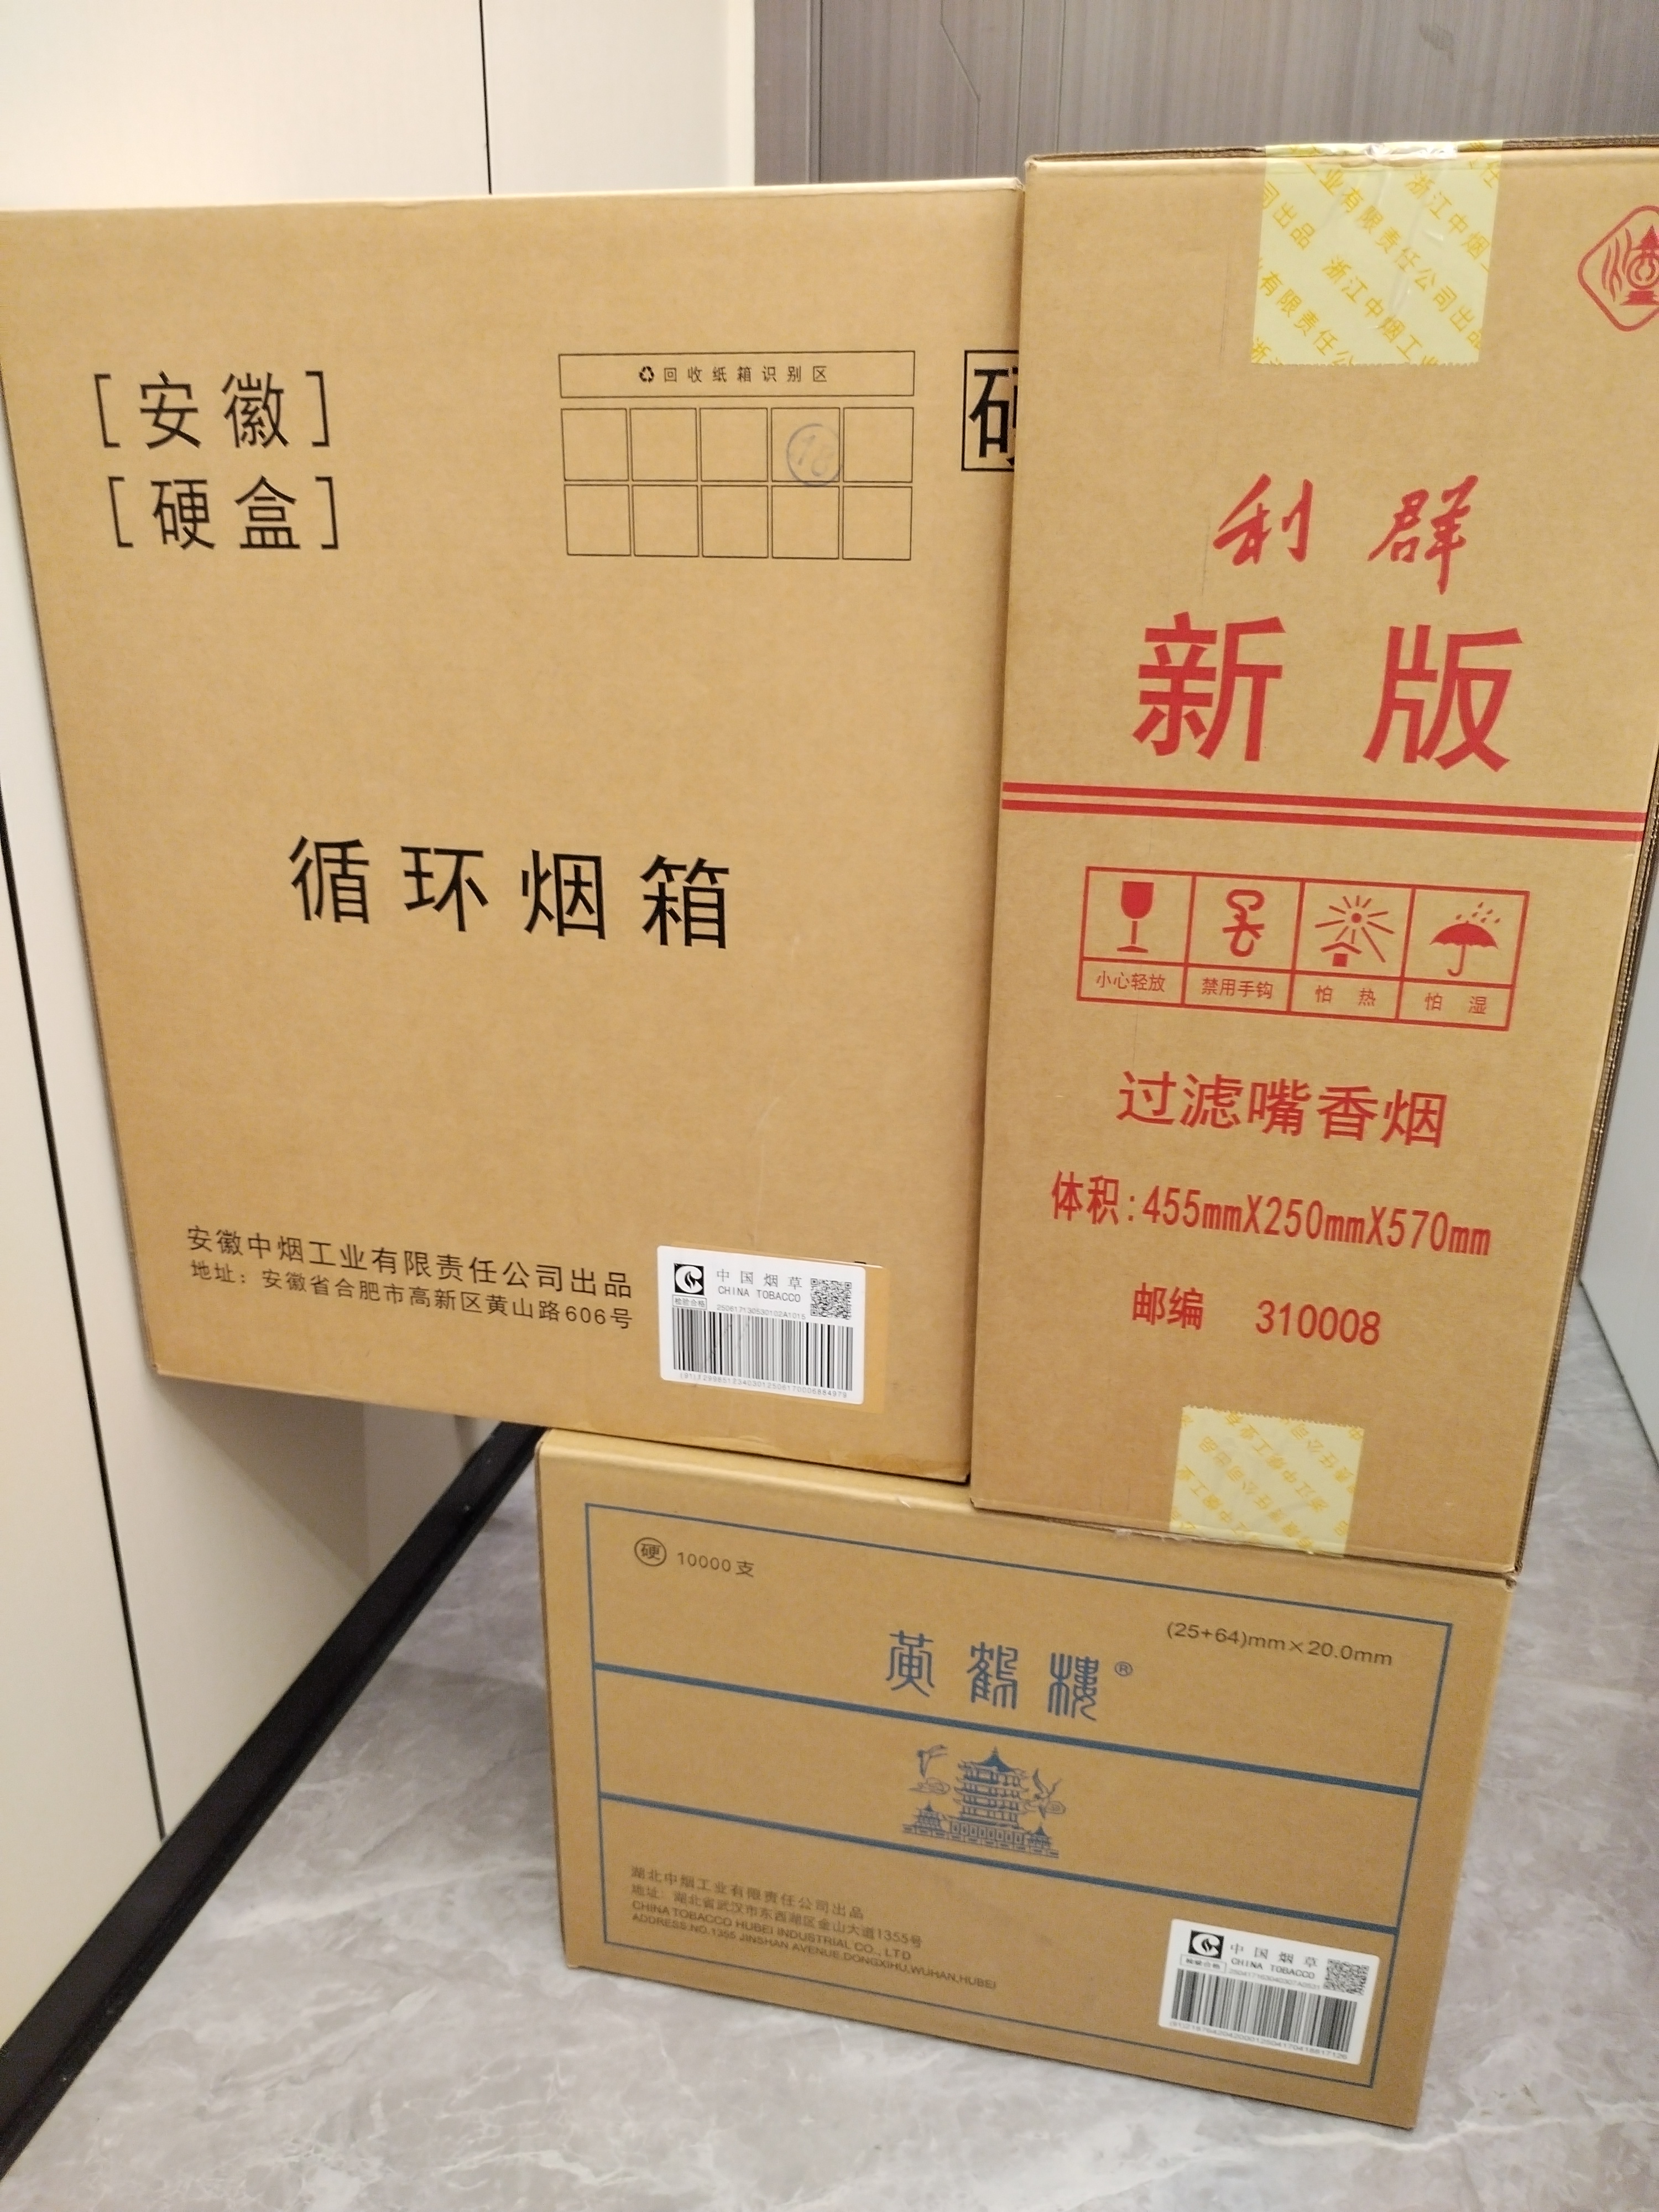 [安徽]
[硬盒]
回收纸箱识别区
18
循环烟箱
安徽中烟工业有限责任公司出品
地址：安徽省合肥市高新区黄山路606号
中国烟草
CHINA TOBACCO
检验合格
浙江中烟
工业有限责任公司出品
司出品 浙江中烟工业
有限责任公
利群
新版
小心轻放 禁用手钩 怕热 怕湿
过滤嘴香烟
体积:455mmX250mmX570mm
邮编 310008
硬 10000支
(25+64)mm×20.0mm
黄鹤楼®
湖北中烟工业有限责任公司出品
地址：湖北省武汉市东西湖区金山大道1355号
CHINA TOBACCO HUBEI INDUSTRIAL CO., LTD
ADDRESS:NO.1355 JINSHAN AVENUE,DONGXIHU,WUHAN,HUBEI
中国烟草
CHINA TOBACCO
检验合格